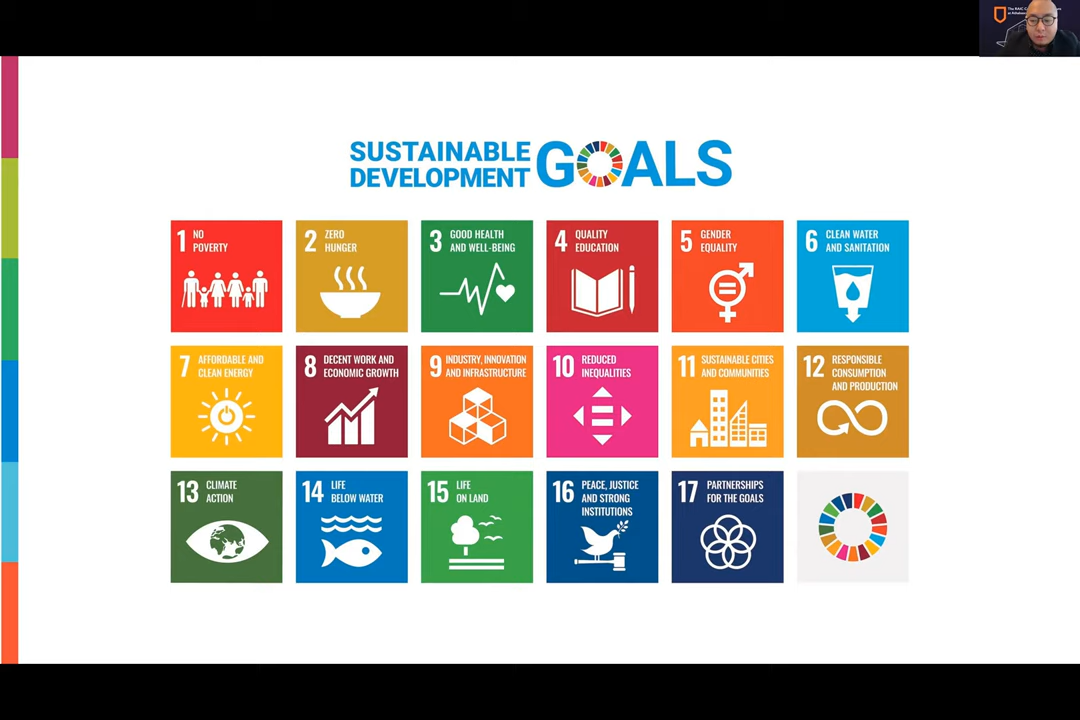 The RAIC C
SUSTAINABLE
DEVELOPMENT
GOALS
1 NO
POVERTY
2 ZERO
HUNGER
3 GOOD HEALTH
AND WELL-BEING
4 QUALITY
EDUCATION
5 GENDER
EQUALITY
6 CLEAN WATER
AND SANITATION
7 AFFORDABLE AND
CLEAN ENERGY
8 DECENT WORK AND
ECONOMIC GROWTH
9 INDUSTRY, INNOVATION
AND INFRASTRUCTURE
10 REDUCED
INEQUALITIES
11 SUSTAINABLE CITIES
AND COMMUNITIES
12 RESPONSIBLE
CONSUMPTION
AND PRODUCTION
13 CLIMATE
ACTION
14 LIFE
BELOW WATER
15 LIFE
ON LAND
16 PEACE, JUSTICE
AND STRONG
INSTITUTIONS
17 PARTNERSHIPS
FOR THE GOALS